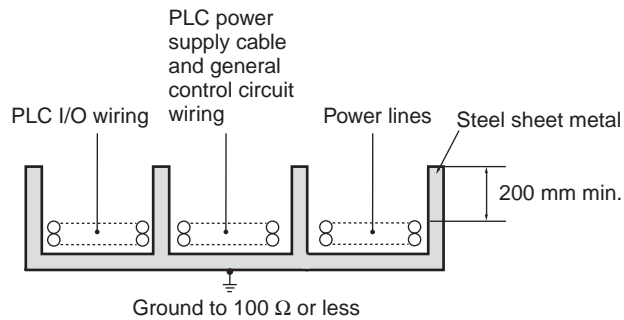 PLC power
supply cable
and general
control circuit
wiring
PLC I/O wiring
Power lines
Steel sheet metal
200 mm min.
Ground to 100 Ω or less